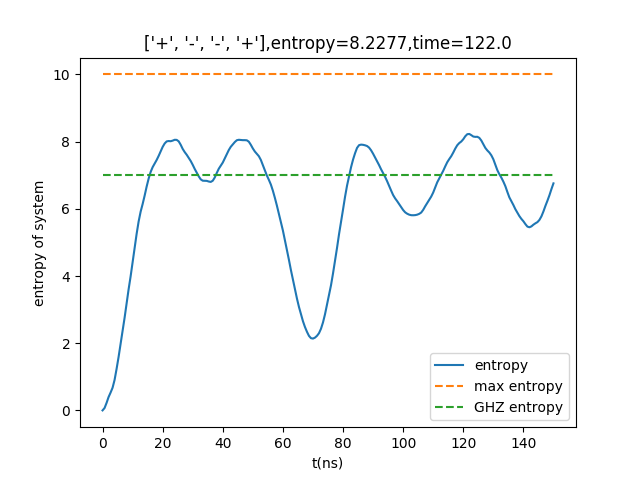 ['+', '-', '-', '+'],entropy=8.2277,time=122.0
entropy of system
10
8
6
4
2
0
0 20 40 60 80 100 120 140
t(ns)
entropy
max entropy
GHZ entropy